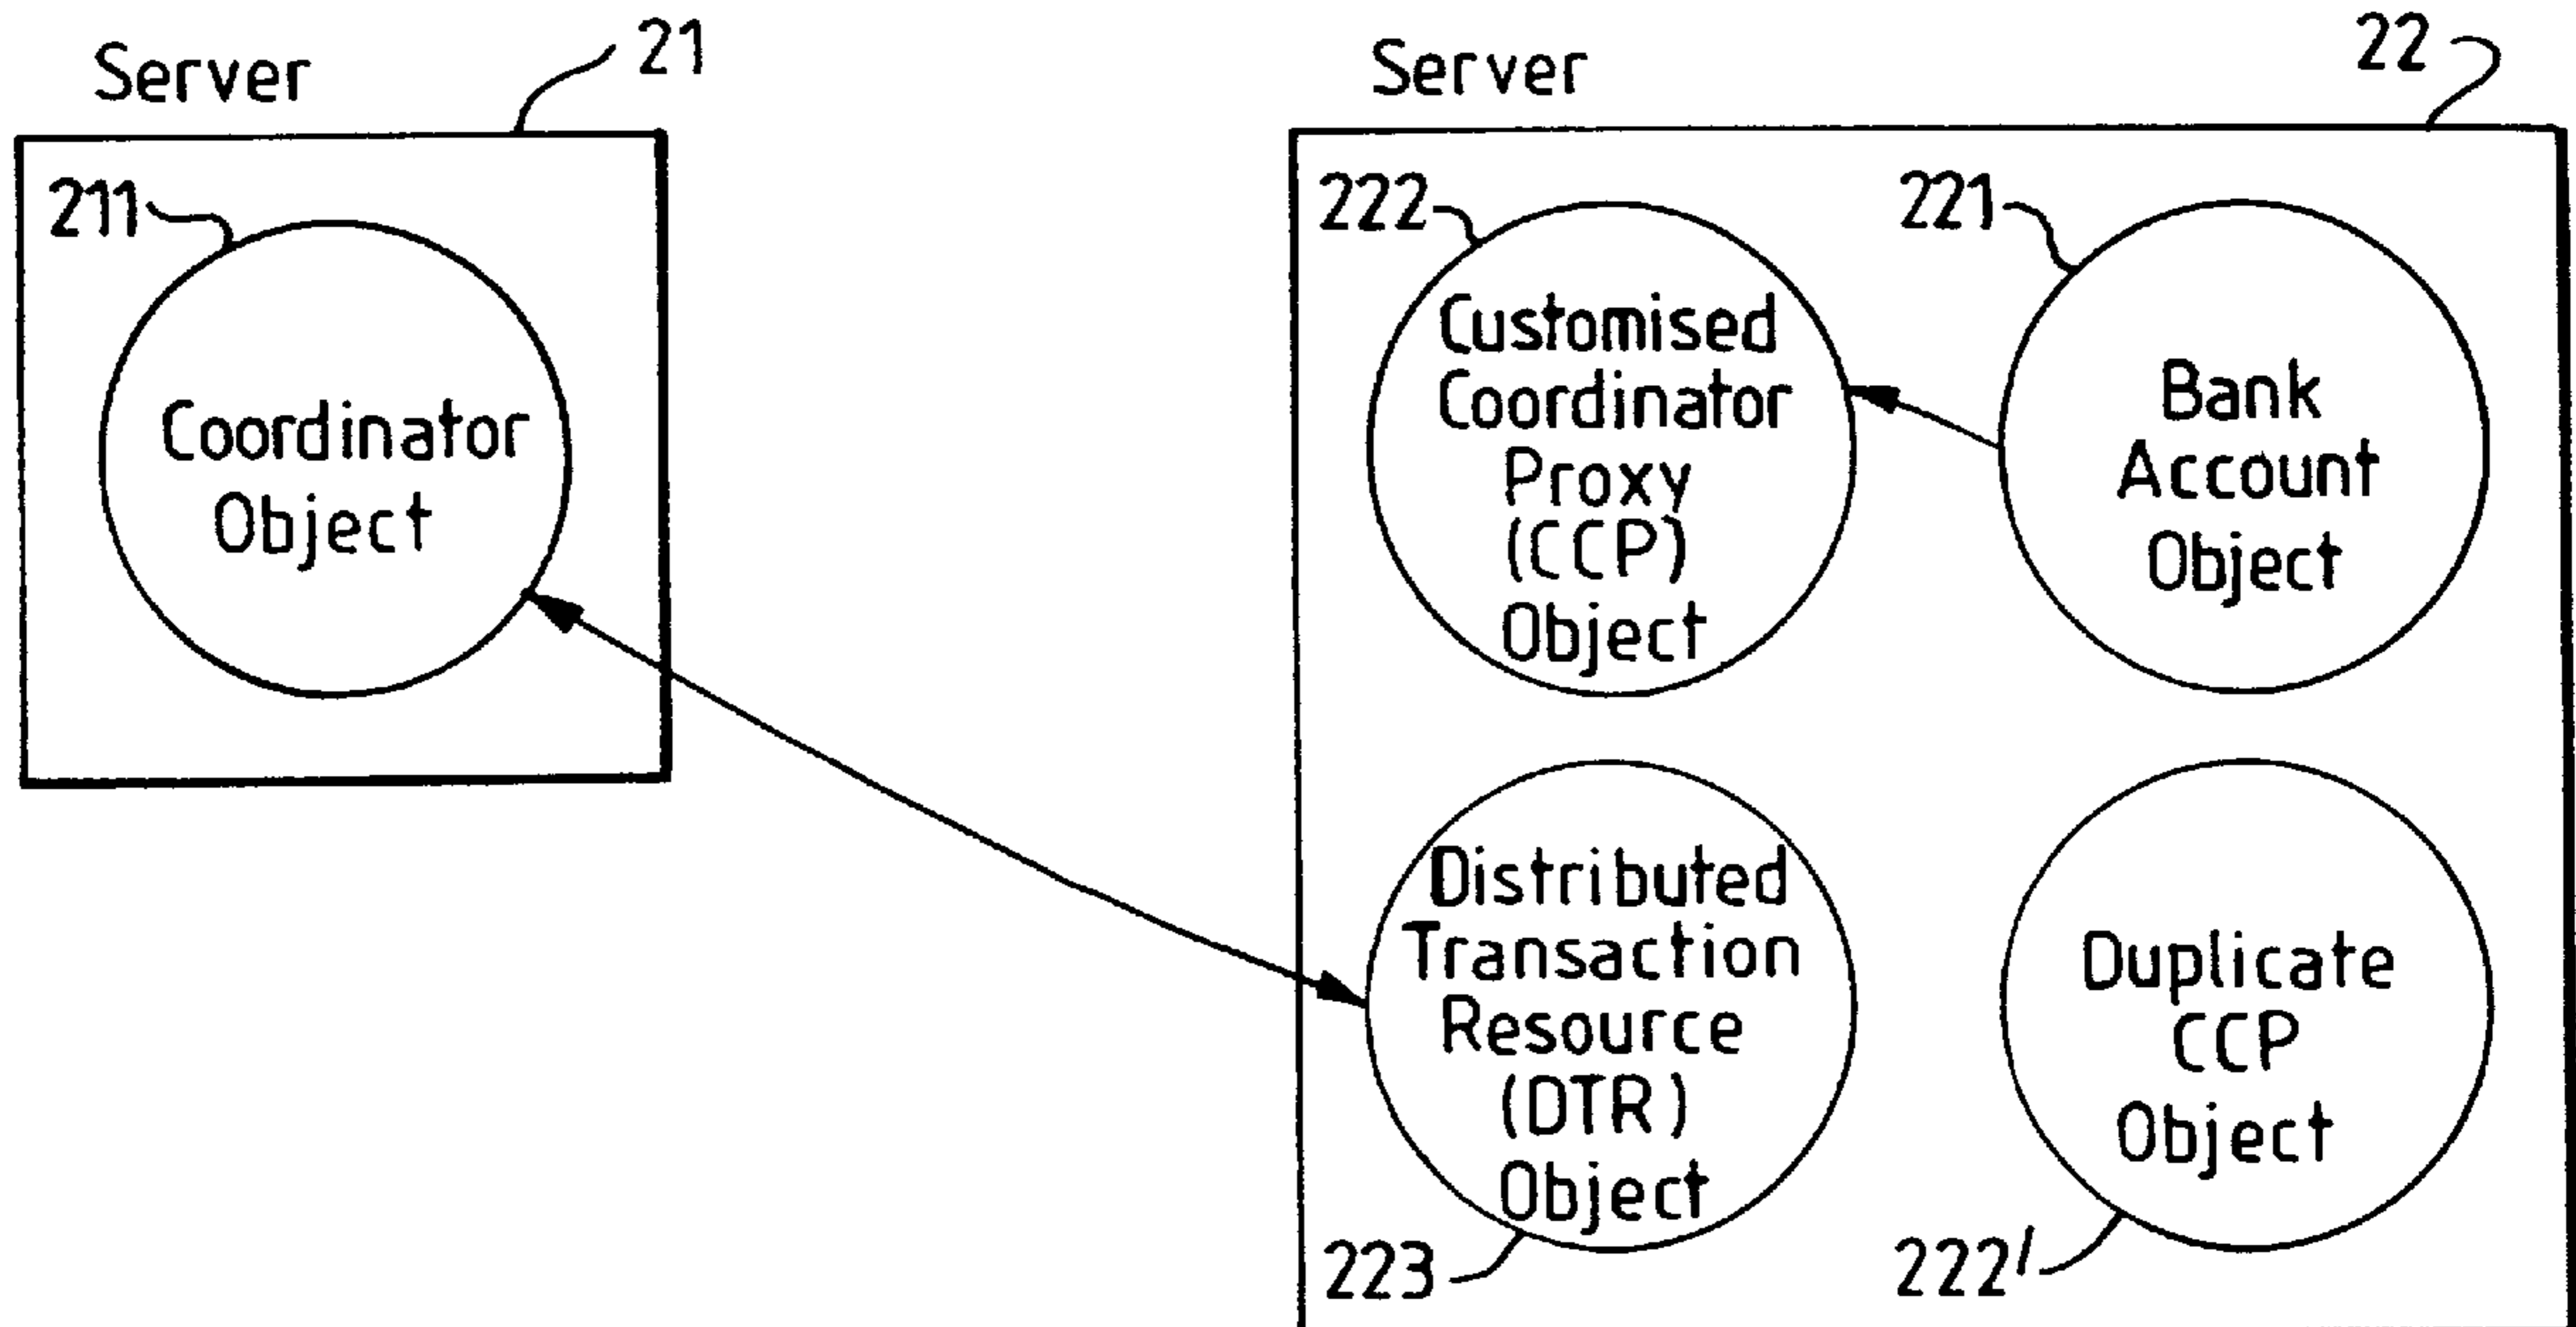 Server
21
211
Coordinator
Object
Server
22
222
Customised
Coordinator
Proxy
(CCP)
Object
221
Bank
Account
Object
Distributed
Transaction
Resource
(DTR)
Object
223
Duplicate
CCP
Object
222'